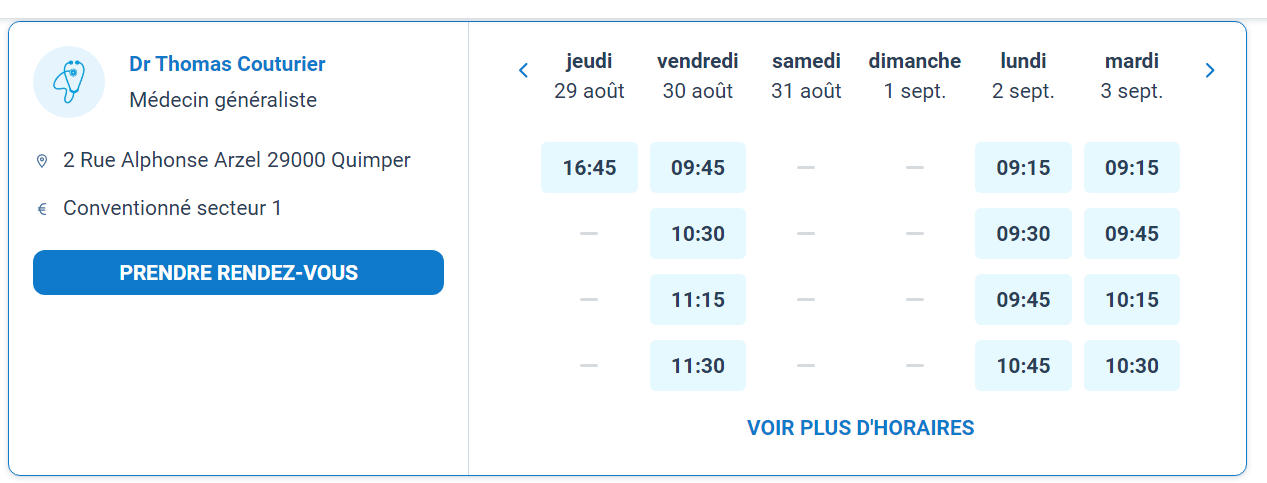 Dr Thomas Couturier
Médecin généraliste
2 Rue Alphonse Arzel 29000 Quimper
€ Conventionné secteur 1
PRENDRE RENDEZ-VOUS
jeudi vendredi samedi dimanche lundi mardi
29 août 30 août 31 août 1 sept. 2 sept. 3 sept.
16:45 09:45 — — 09:15 09:15
— 10:30 — — 09:30 09:45
— 11:15 — — 09:45 10:15
— 11:30 — — 10:45 10:30
VOIR PLUS D'HORAIRES